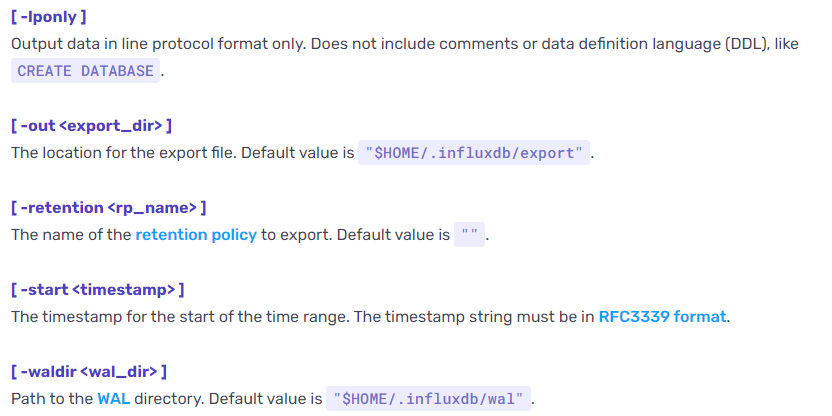 [ -lponly ]
Output data in line protocol format only. Does not include comments or data definition language (DDL), like
CREATE DATABASE .
[ -out <export_dir> ]
The location for the export file. Default value is "$HOME/.influxdb/export" .
[ -retention <rp_name> ]
The name of the retention policy to export. Default value is "" .
[ -start <timestamp> ]
The timestamp for the start of the time range. The timestamp string must be in RFC3339 format.
[ -waldir <wal_dir> ]
Path to the WAL directory. Default value is "$HOME/.influxdb/wal" .